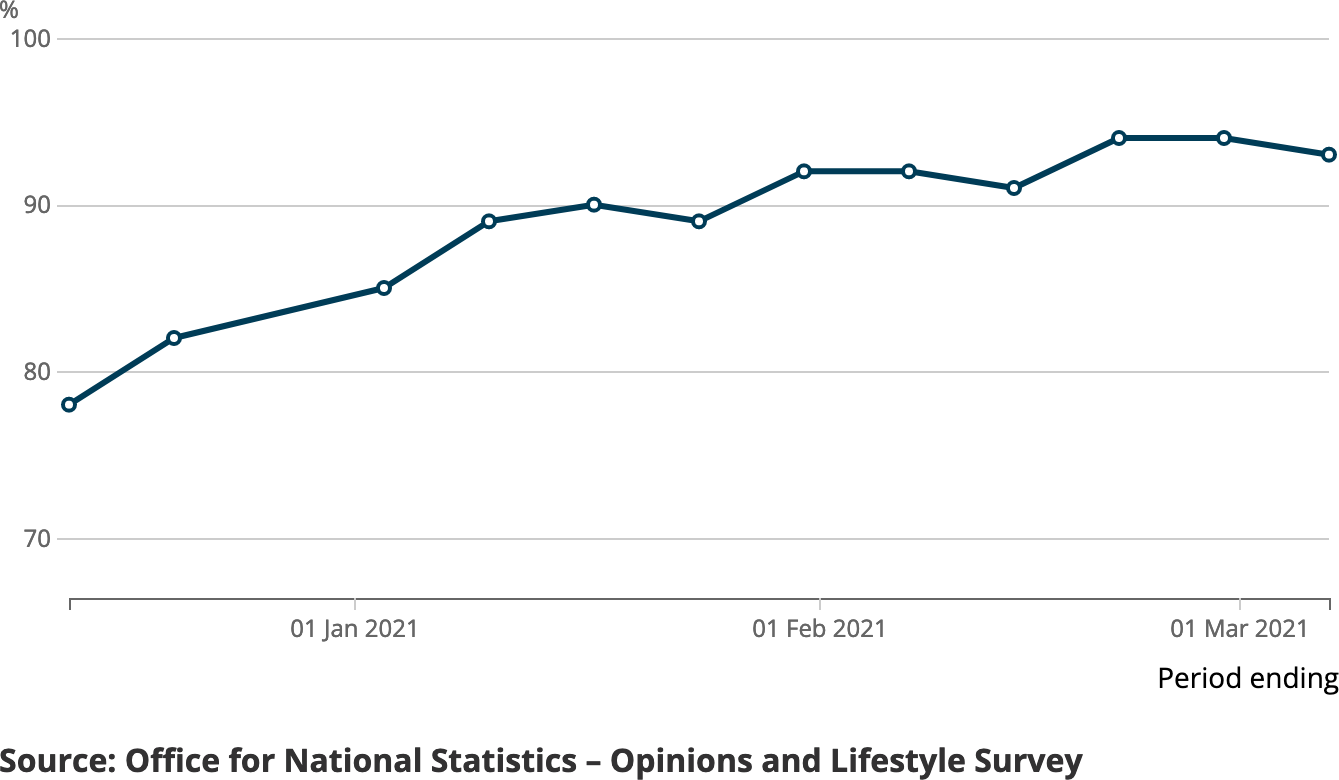 %
100
90
80
70
01 Jan 2021
01 Feb 2021
01 Mar 2021
Period ending
Source: Office for National Statistics – Opinions and Lifestyle Survey